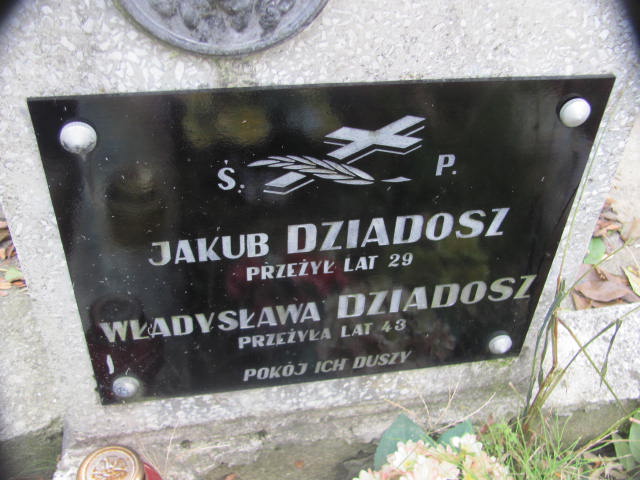 Ś. P.
JAKUB DZIADOSZ
PRZEŻYŁ LAT 29
WŁADYSŁAWA DZIADOSZ
PRZEŻYŁA LAT 43
POKÓJ ICH DUSZY